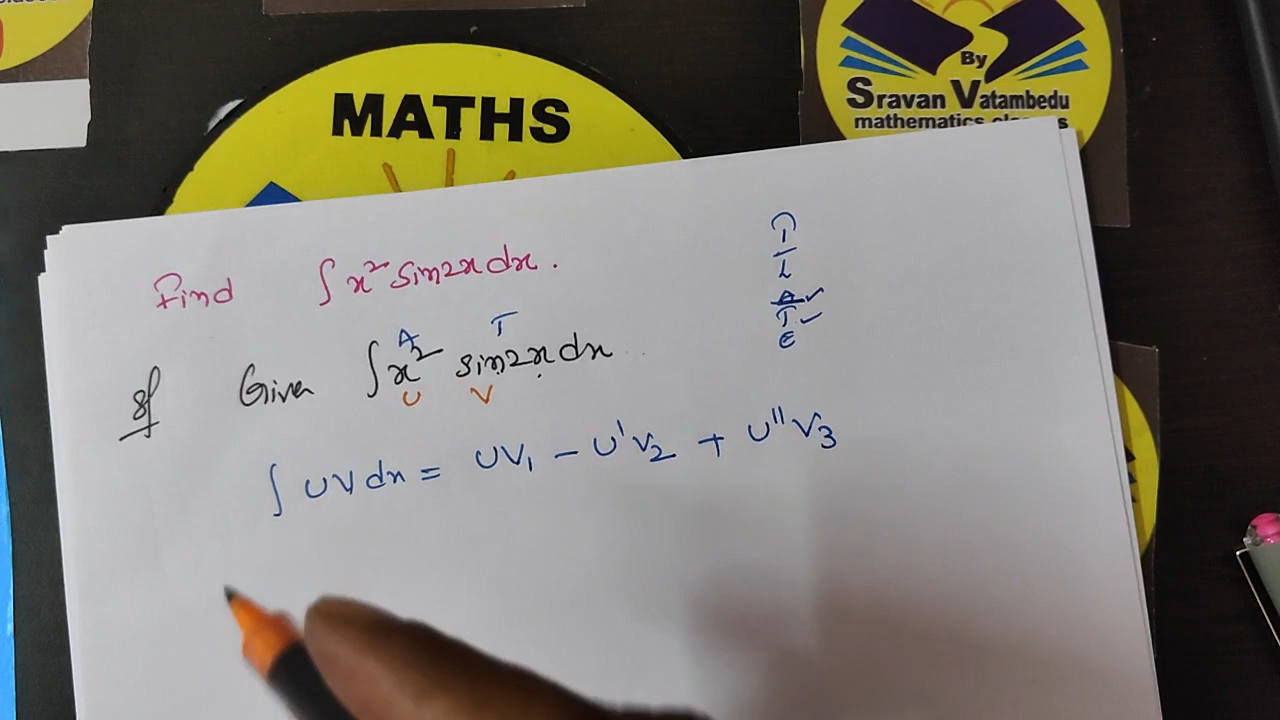 MATHS
By
Sravan Vatambedu
Find ∫ x² sin2x dx.
I
L
A ✓
T ✓
E
A T
Sol Given ∫ x² sin2x dx
U V
∫ UV dx = UV₁ - U'V₂ + U''V₃